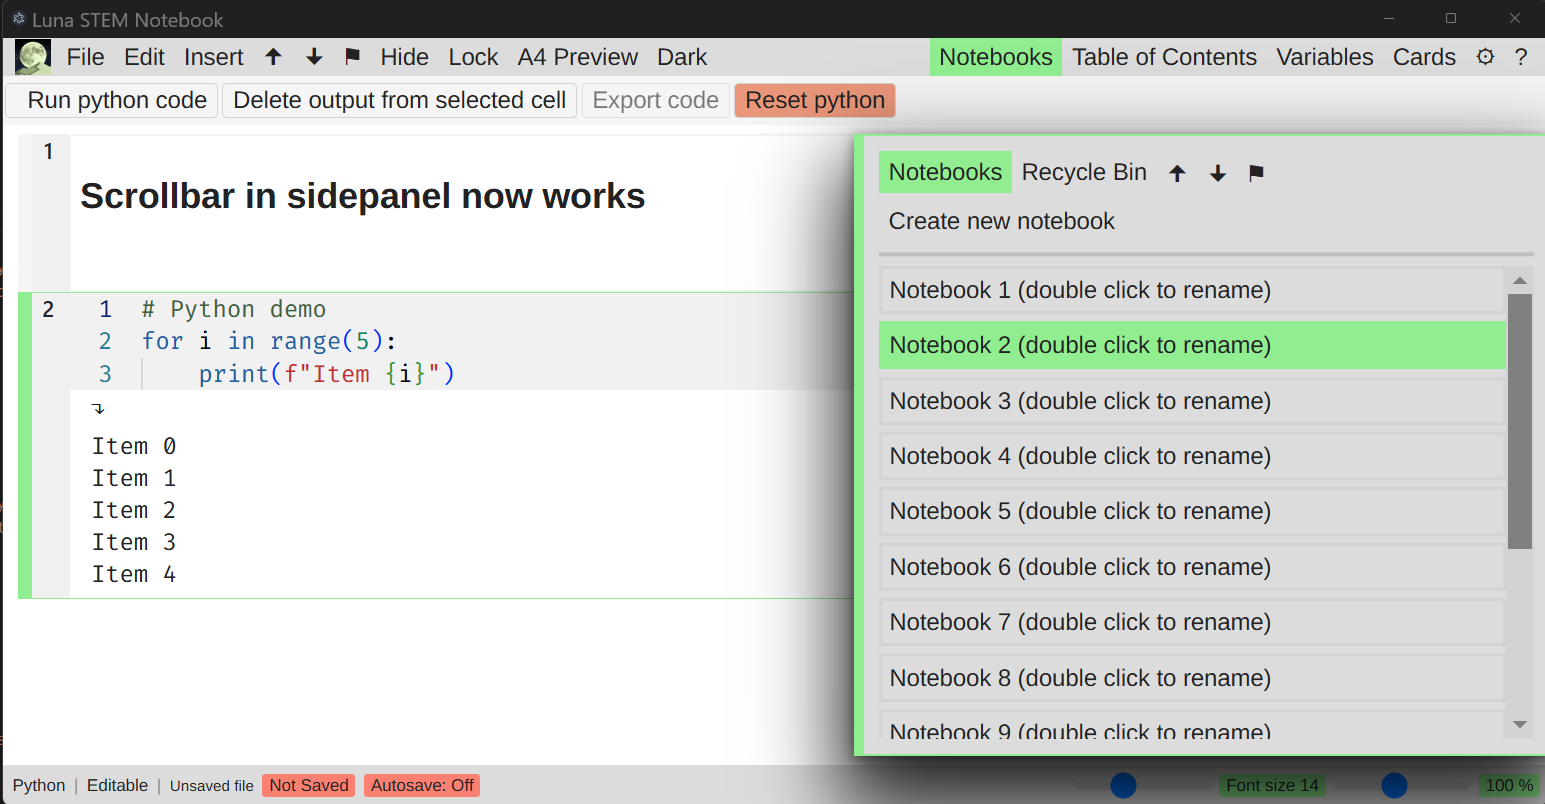 Luna STEM Notebook
File Edit Insert Hide Lock A4 Preview Dark Notebooks Table of Contents Variables Cards ?
Run python code Delete output from selected cell Export code Reset python
1
Scrollbar in sidepanel now works
2
1 # Python demo
2 for i in range(5):
3 print(f"Item {i}")
Item 0
Item 1
Item 2
Item 3
Item 4
Notebooks Recycle Bin
Create new notebook
Notebook 1 (double click to rename)
Notebook 2 (double click to rename)
Notebook 3 (double click to rename)
Notebook 4 (double click to rename)
Notebook 5 (double click to rename)
Notebook 6 (double click to rename)
Notebook 7 (double click to rename)
Notebook 8 (double click to rename)
Notebook 9 (double click to rename)
Python | Editable | Unsaved file Not Saved Autosave: Off Font size 14 100 %